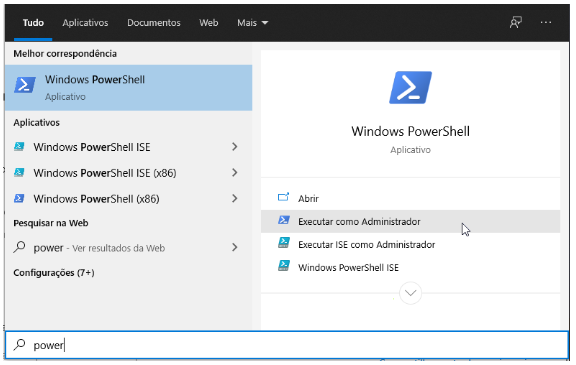 Tudo
Aplicativos
Documentos
Web
Mais
Melhor correspondência
Windows PowerShell
Aplicativo
Aplicativos
Windows PowerShell ISE
Windows PowerShell ISE (x86)
Windows PowerShell (x86)
Pesquisar na Web
power - Ver resultados da Web
Configurações (7+)
Windows PowerShell
Aplicativo
Abrir
Executar como Administrador
Executar ISE como Administrador
Windows PowerShell ISE
power